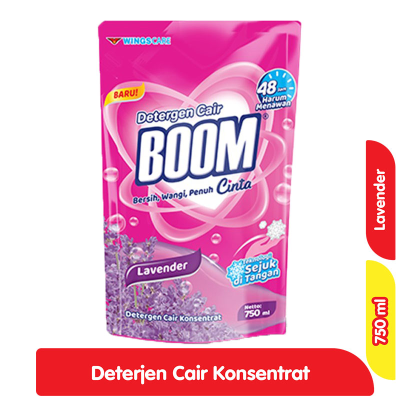 WINGSCARE
BARU!
Detergen Cair
BOOM
Bersih, Wangi, Penuh Cinta
48 Jam
Harum
Menawan
Lavender
Teknologi
Sejuk
di Tangan
Detergen Cair Konsentrat
Netto:
750 ml
Lavender
750 ml
Deterjen Cair Konsentrat